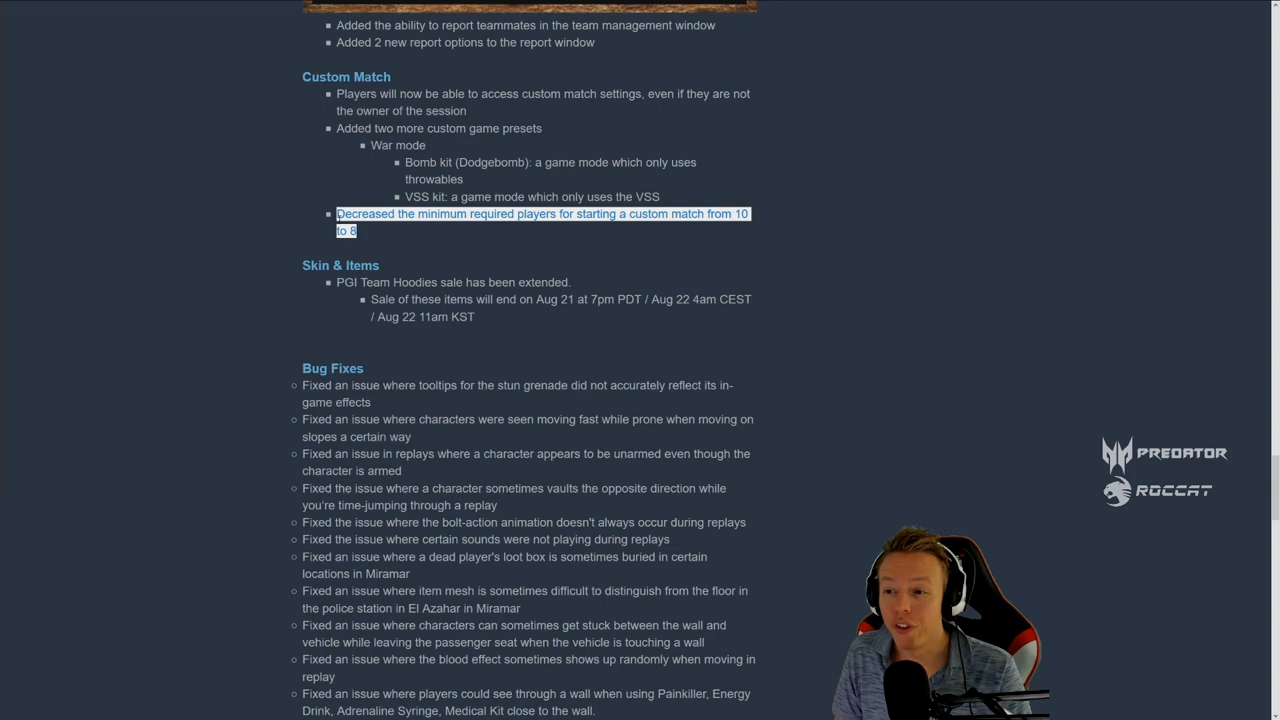 Added the ability to report teammates in the team management window
Added 2 new report options to the report window
Custom Match
Players will now be able to access custom match settings, even if they are not
the owner of the session
Added two more custom game presets
War mode
Bomb kit (Dodgebomb): a game mode which only uses
throwables
VSS kit: a game mode which only uses the VSS
Decreased the minimum required players for starting a custom match from 10
to 8
Skin & Items
PGI Team Hoodies sale has been extended.
Sale of these items will end on Aug 21 at 7pm PDT / Aug 22 4am CEST
/ Aug 22 11am KST
Bug Fixes
Fixed an issue where tooltips for the stun grenade did not accurately reflect its in-
game effects
Fixed an issue where characters were seen moving fast while prone when moving on
slopes a certain way
Fixed an issue in replays where a character appears to be unarmed even though the
character is armed
Fixed the issue where a character sometimes vaults the opposite direction while
you're time-jumping through a replay
Fixed the issue where the bolt-action animation doesn't always occur during replays
Fixed the issue where certain sounds were not playing during replays
Fixed an issue where a dead player's loot box is sometimes buried in certain
locations in Miramar
Fixed an issue where item mesh is sometimes difficult to distinguish from the floor in
the police station in El Azahar in Miramar
Fixed an issue where characters can sometimes get stuck between the wall and
vehicle while leaving the passenger seat when the vehicle is touching a wall
Fixed an issue where the blood effect sometimes shows up randomly when moving in
replay
Fixed an issue where players could see through a wall when using Painkiller, Energy
Drink, Adrenaline Syringe, Medical Kit close to the wall.
PREDATOR
ROCCAT